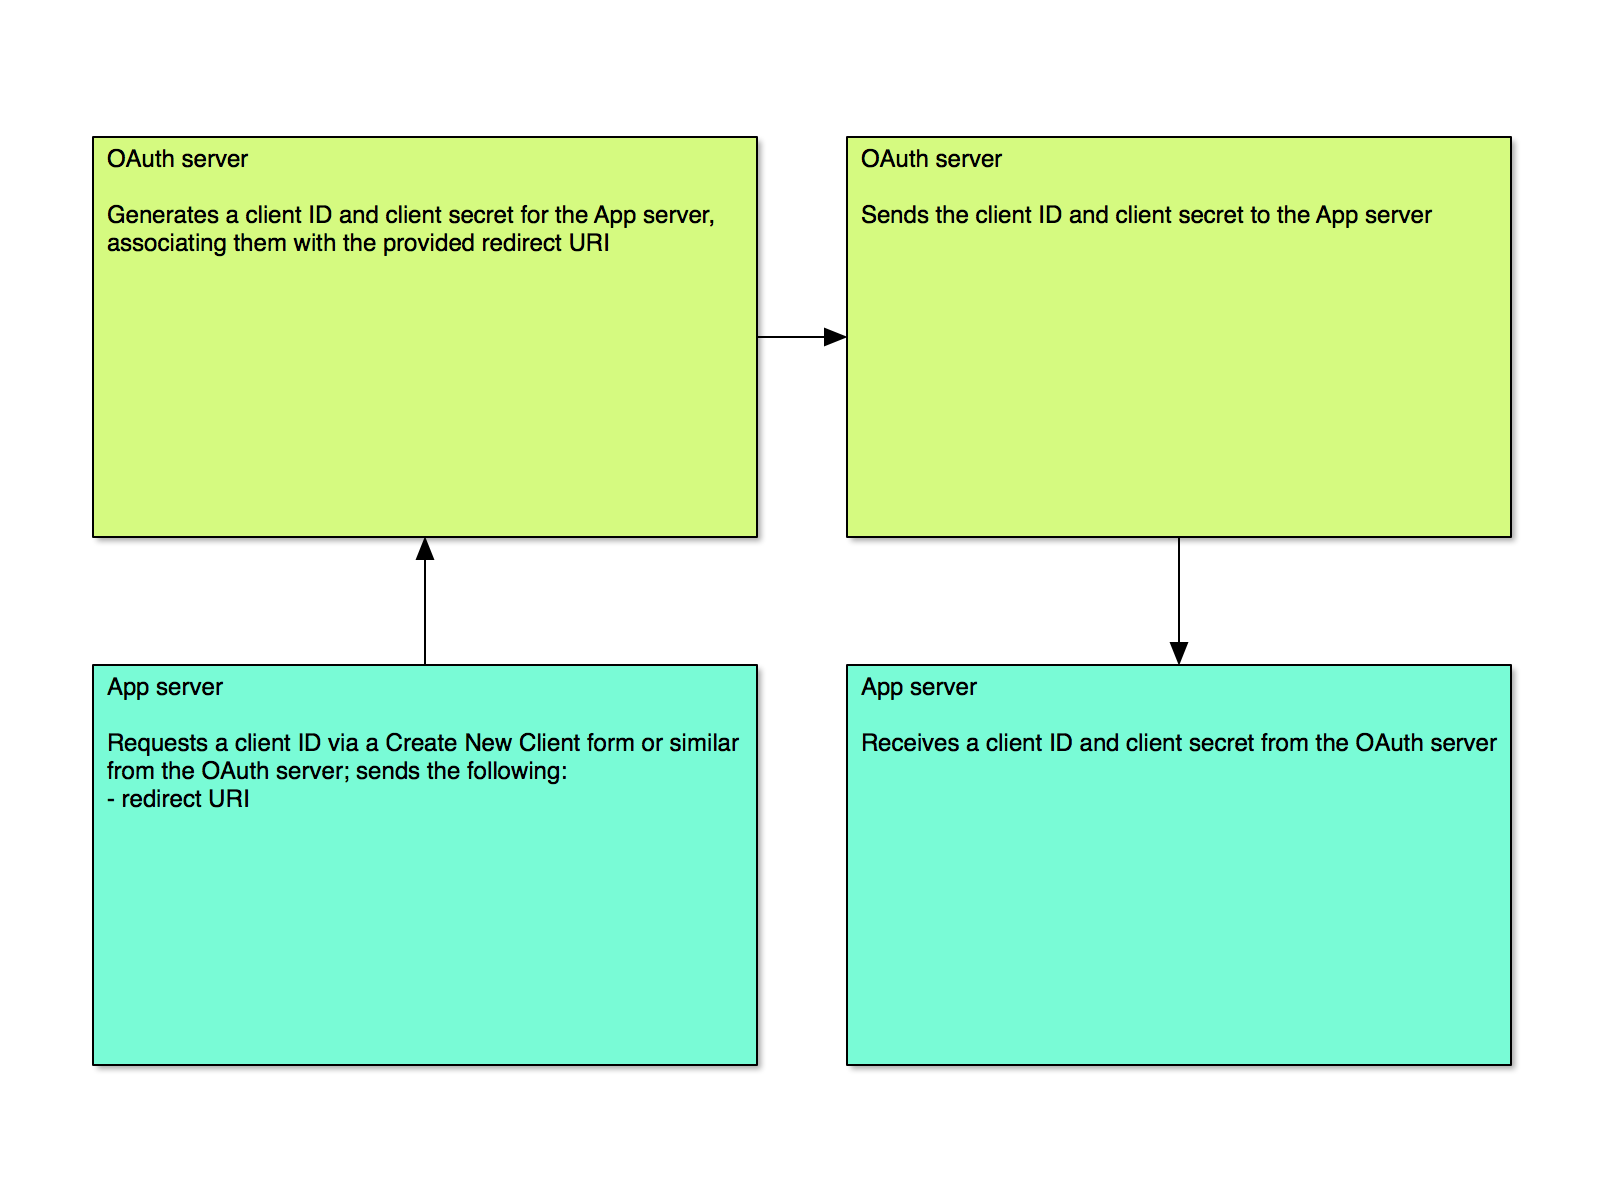 OAuth server
Generates a client ID and client secret for the App server,
associating them with the provided redirect URI
OAuth server
Sends the client ID and client secret to the App server
App server
Requests a client ID via a Create New Client form or similar
from the OAuth server; sends the following:
- redirect URI
App server
Receives a client ID and client secret from the OAuth server